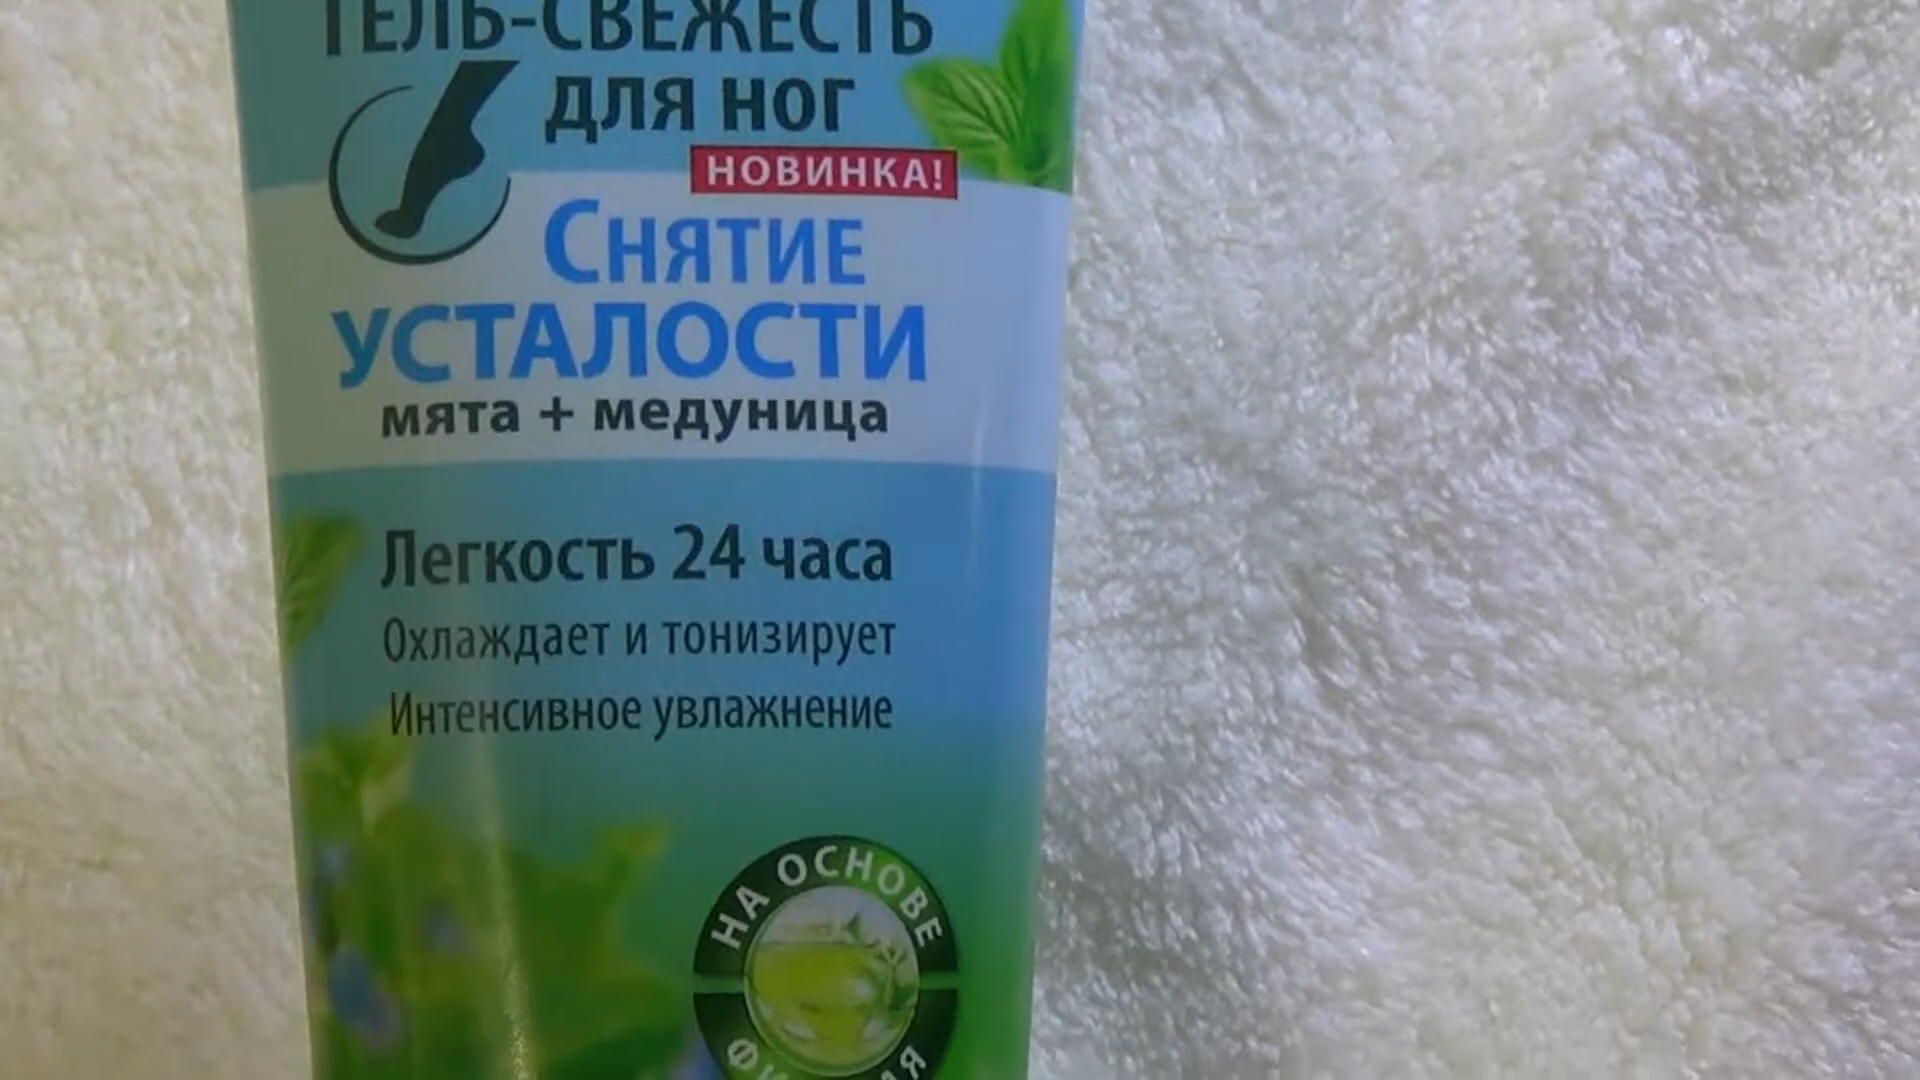 ГЕЛЬ-СВЕЖЕСТЬ
для ног
НОВИНКА!
Снятие
усталости
мята + медуница
Легкость 24 часа
Охлаждает и тонизирует
Интенсивное увлажнение
НА ОСНОВЕ